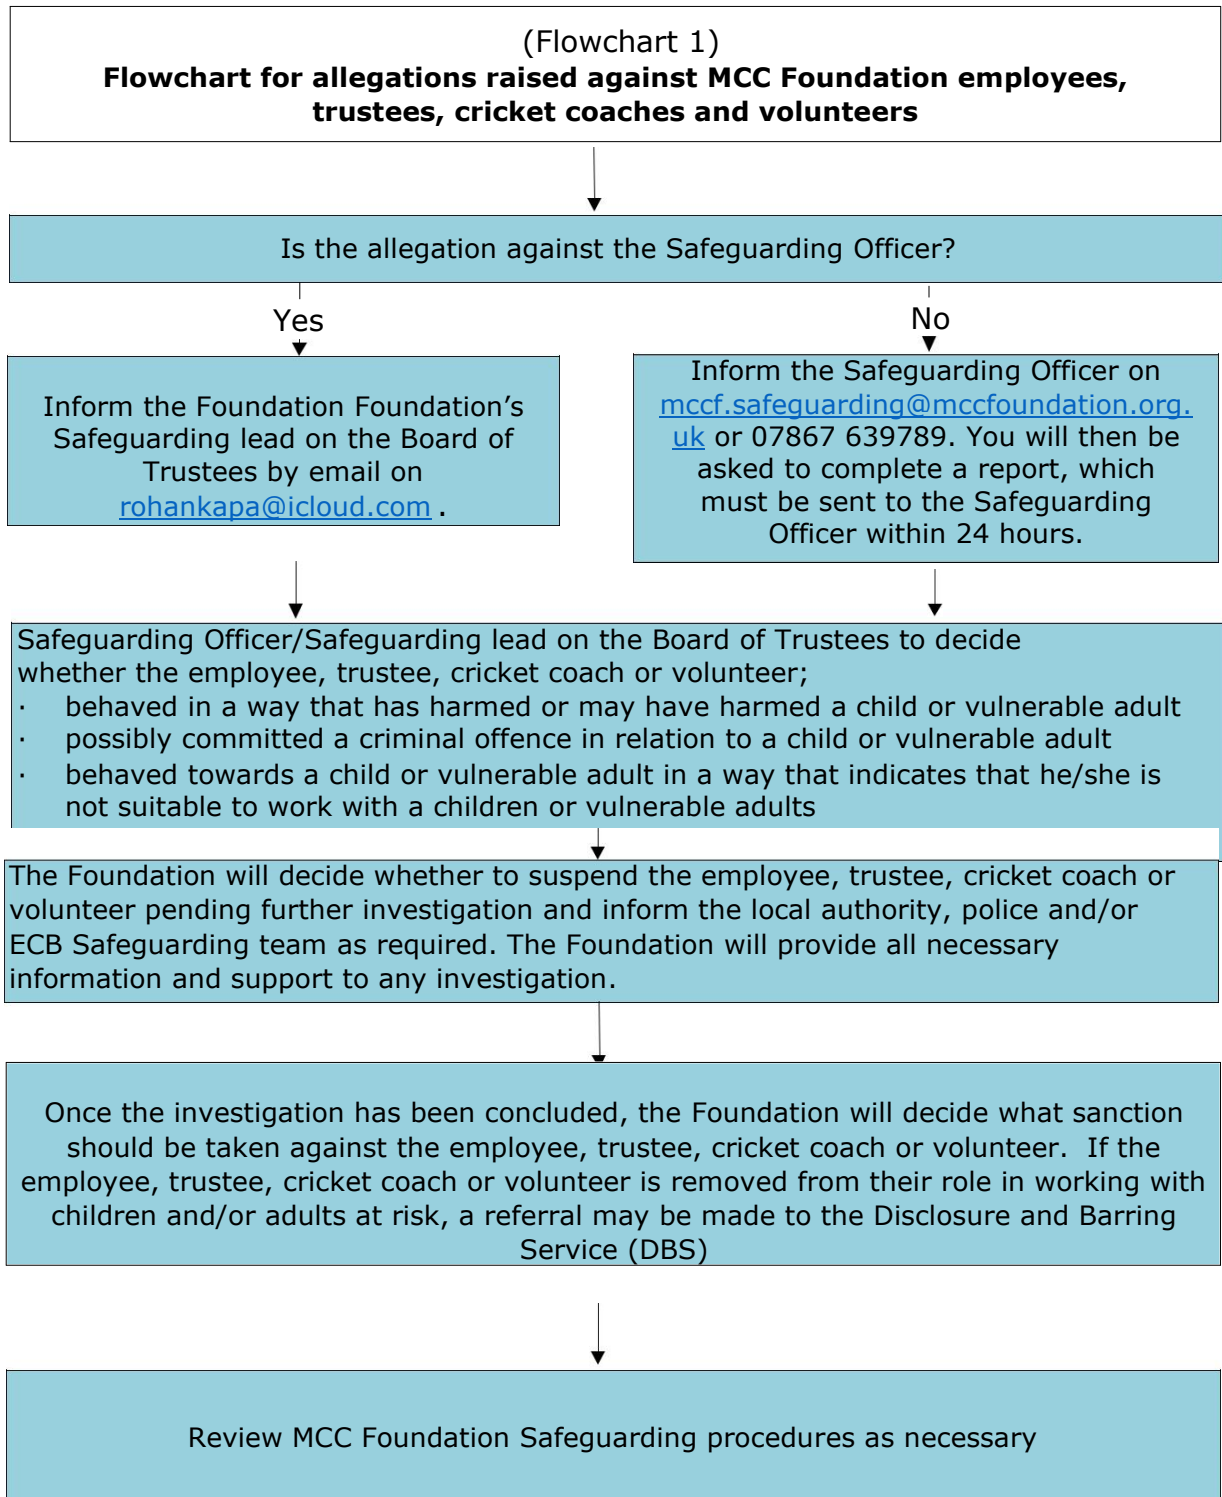 (Flowchart 1)
Flowchart for allegations raised against MCC Foundation employees,
trustees, cricket coaches and volunteers
Is the allegation against the Safeguarding Officer?
Yes
No
Inform the Foundation Foundation’s
Safeguarding lead on the Board of
Trustees by email on
rohankapa@icloud.com .
Inform the Safeguarding Officer on
mccf.safeguarding@mccfoundation.org.
uk or 07867 639789. You will then be
asked to complete a report, which
must be sent to the Safeguarding
Officer within 24 hours.
Safeguarding Officer/Safeguarding lead on the Board of Trustees to decide
whether the employee, trustee, cricket coach or volunteer;
· behaved in a way that has harmed or may have harmed a child or vulnerable adult
· possibly committed a criminal offence in relation to a child or vulnerable adult
· behaved towards a child or vulnerable adult in a way that indicates that he/she is
not suitable to work with a children or vulnerable adults
The Foundation will decide whether to suspend the employee, trustee, cricket coach or
volunteer pending further investigation and inform the local authority, police and/or
ECB Safeguarding team as required. The Foundation will provide all necessary
information and support to any investigation.
Once the investigation has been concluded, the Foundation will decide what sanction
should be taken against the employee, trustee, cricket coach or volunteer. If the
employee, trustee, cricket coach or volunteer is removed from their role in working with
children and/or adults at risk, a referral may be made to the Disclosure and Barring
Service (DBS)
Review MCC Foundation Safeguarding procedures as necessary